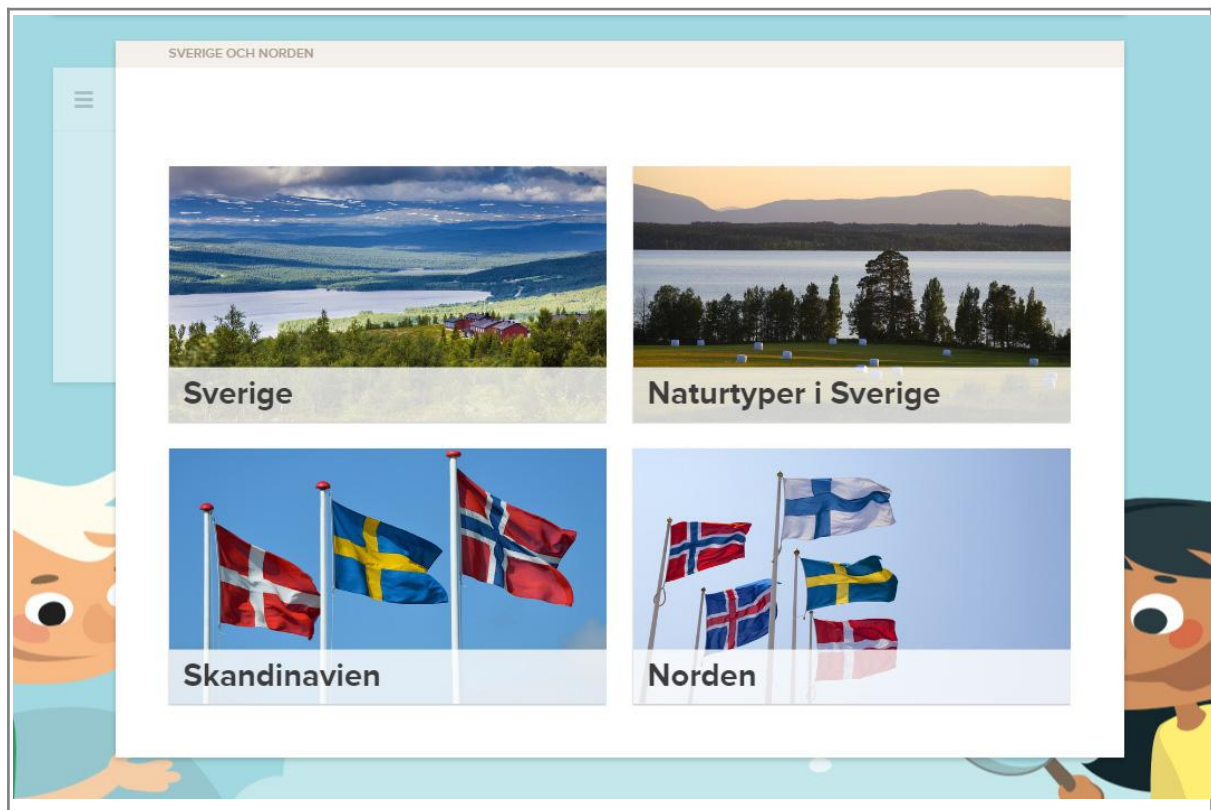 SVERIGE OCH NORDEN
Sverige
Naturtyper i Sverige
Skandinavien
Norden